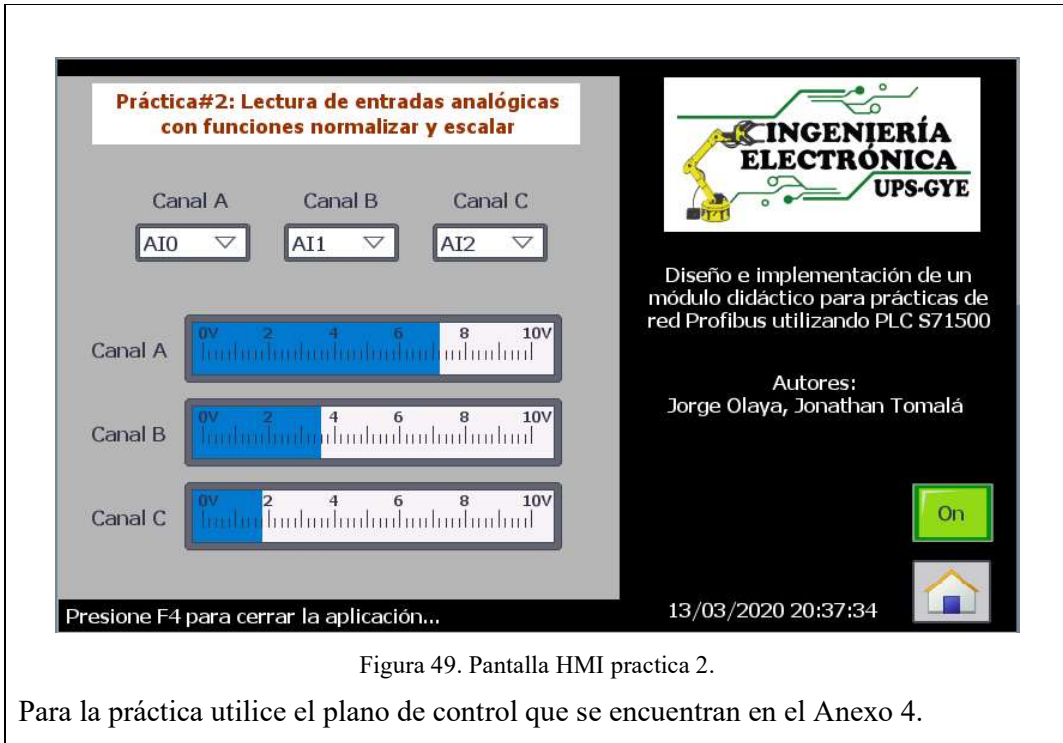 Práctica#2: Lectura de entradas analógicas
con funciones normalizar y escalar
Canal A Canal B Canal C
AI0 AI1 AI2
Canal A
0V 2 4 6 8 10V
Canal B
0V 2 4 6 8 10V
Canal C
0V 2 4 6 8 10V
INGENIERÍA
ELECTRÓNICA
UPS-GYE
Diseño e implementación de un
módulo didáctico para prácticas de
red Profibus utilizando PLC S71500
Autores:
Jorge Olaya, Jonathan Tomalá
On
Presione F4 para cerrar la aplicación...
13/03/2020 20:37:34
Figura 49. Pantalla HMI practica 2.
Para la práctica utilice el plano de control que se encuentran en el Anexo 4.